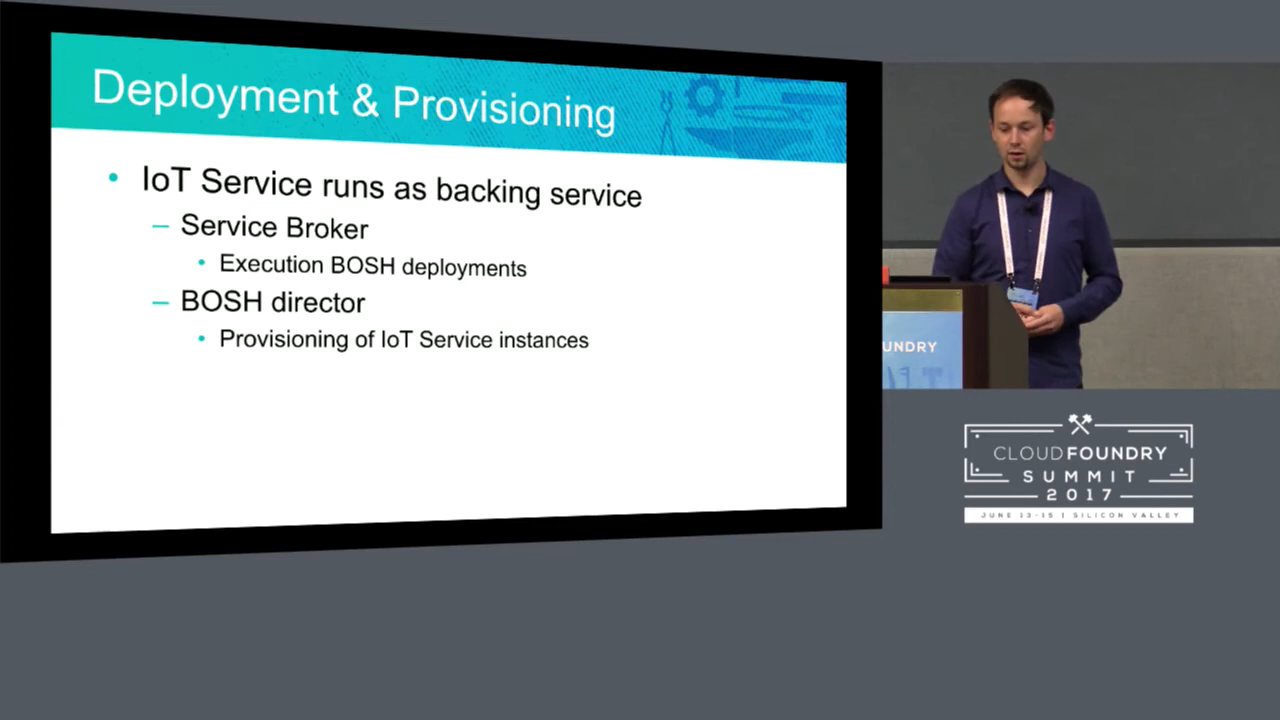 Deployment & Provisioning
• IoT Service runs as backing service
– Service Broker
• Execution BOSH deployments
– BOSH director
• Provisioning of IoT Service instances
UNDRY
CLOUDFOUNDRY
SUMMIT
2017
JUNE 13-15 | SILICON VALLEY